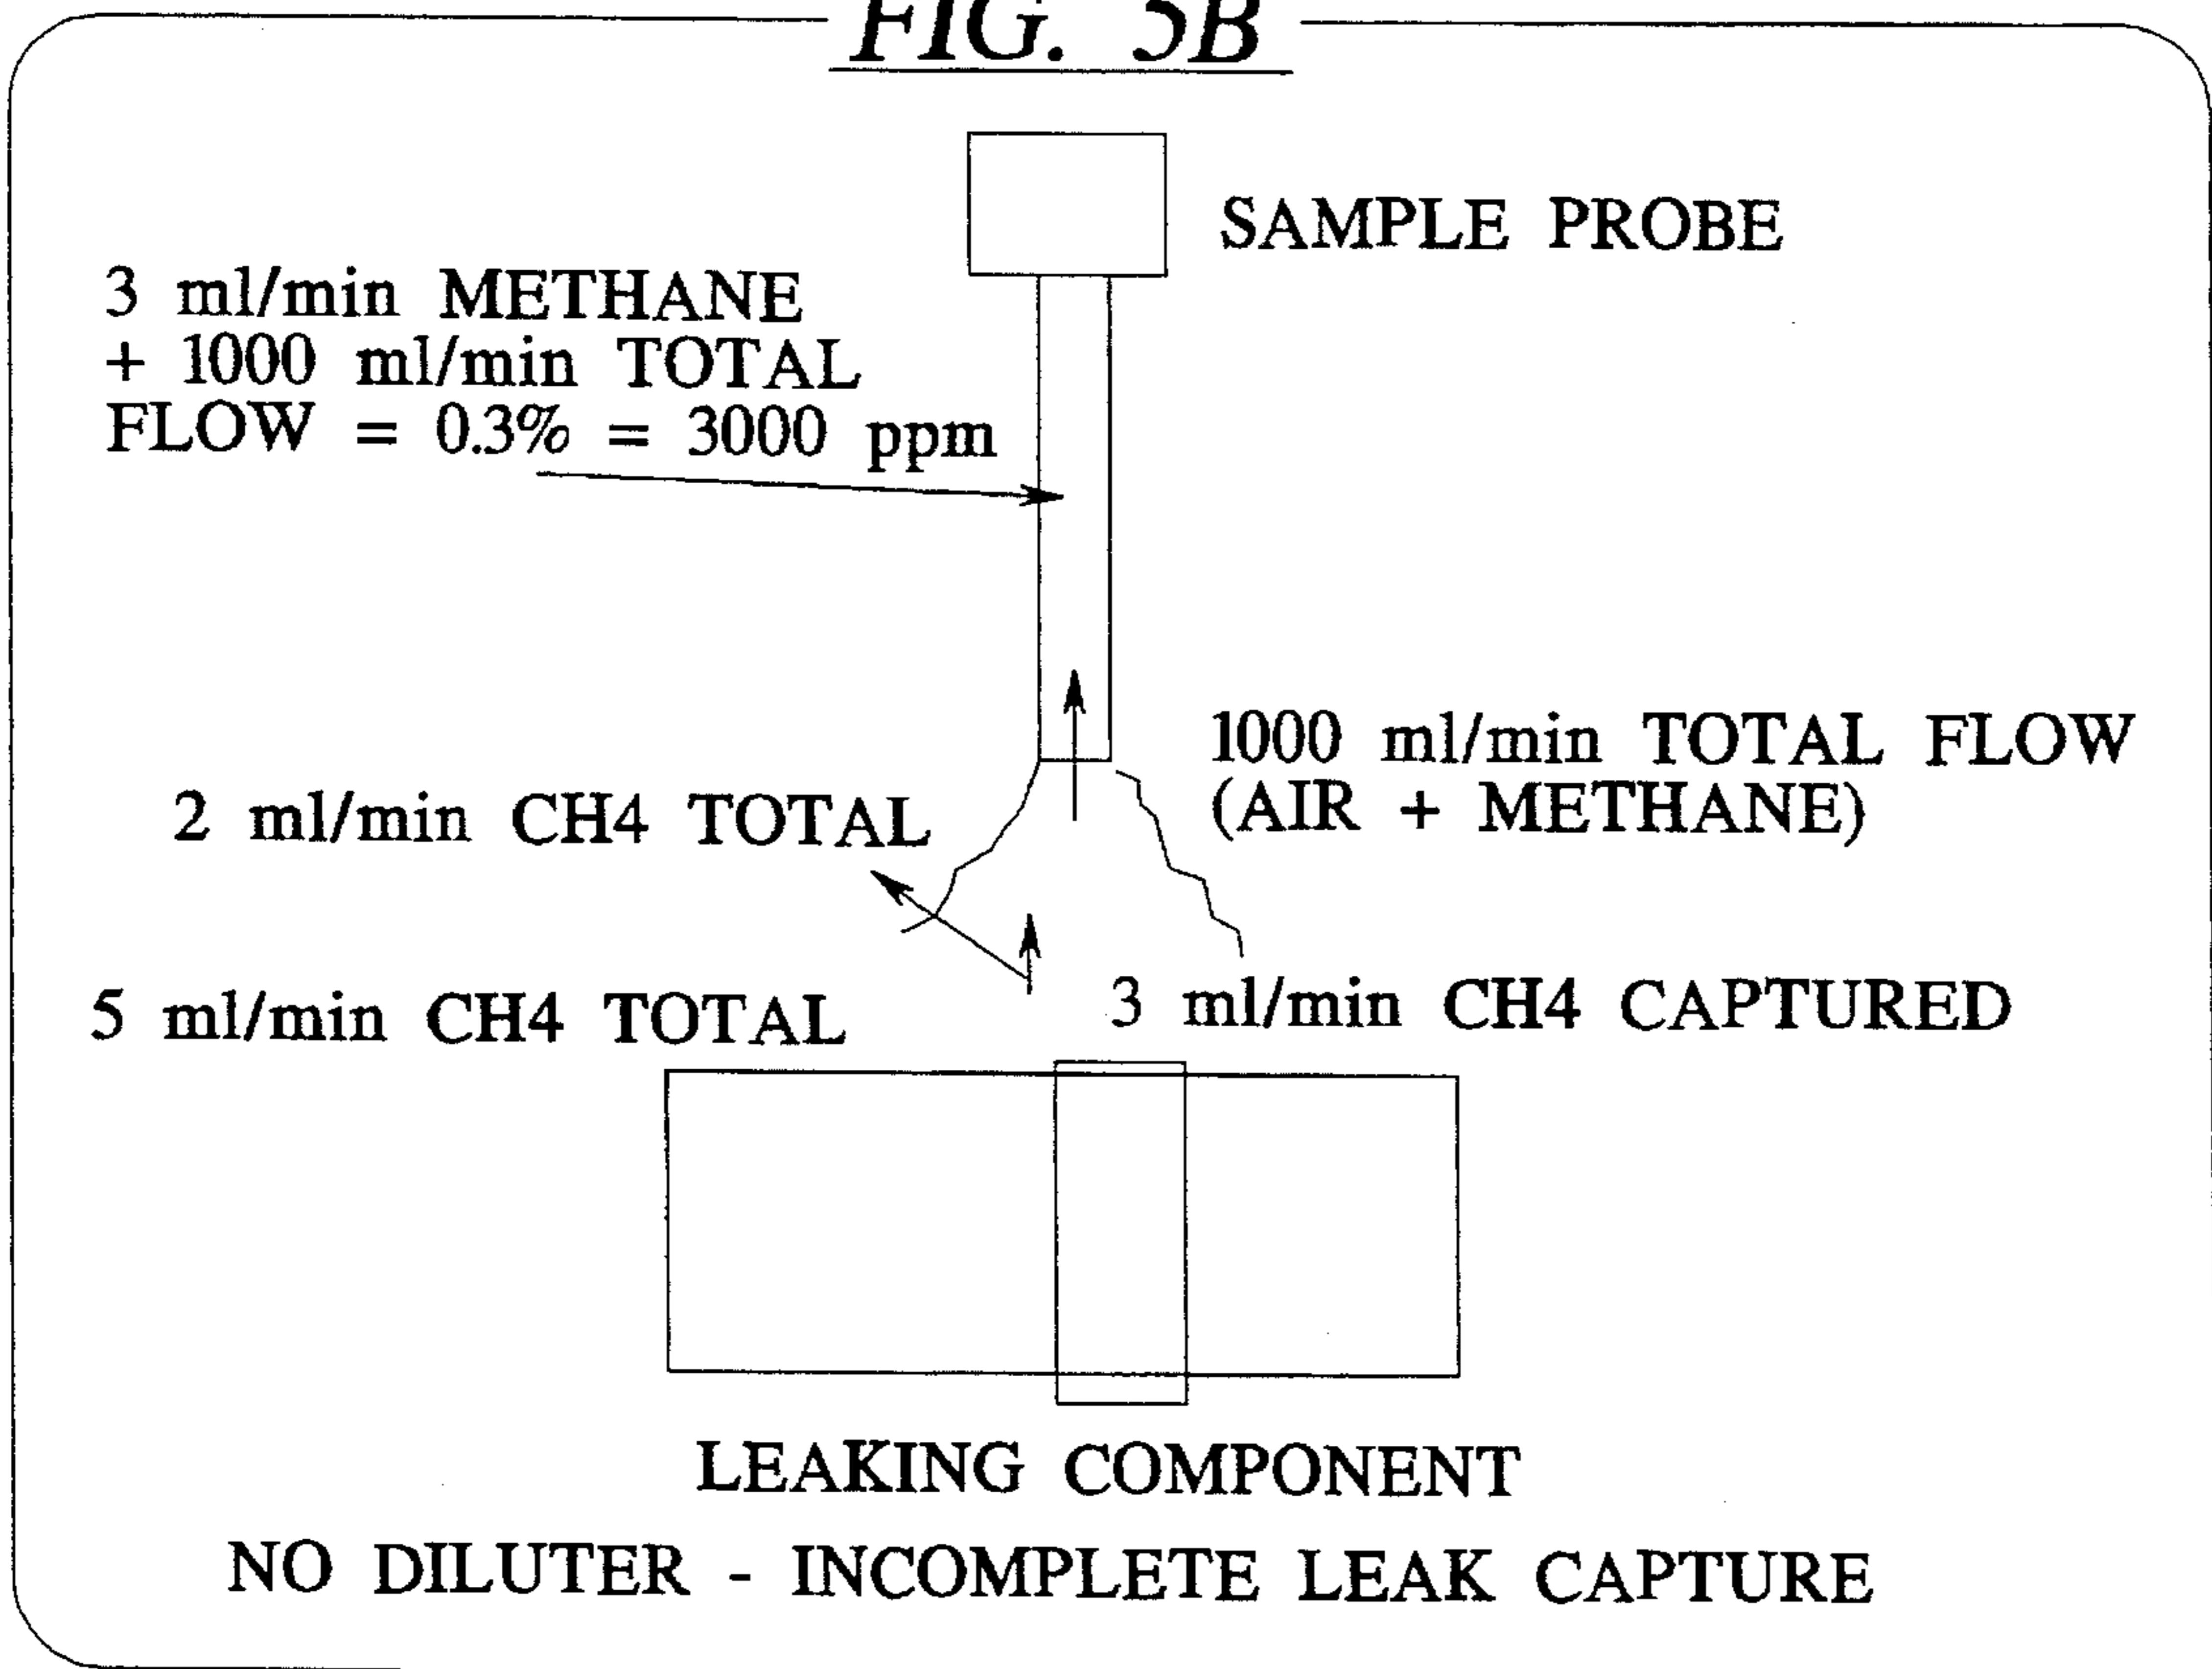 FIG. 5B
SAMPLE PROBE
3 ml/min METHANE
+ 1000 ml/min TOTAL
FLOW = 0.3% = 3000 ppm
1000 ml/min TOTAL FLOW
(AIR + METHANE)
2 ml/min CH4 TOTAL
5 ml/min CH4 TOTAL
3 ml/min CH4 CAPTURED
LEAKING COMPONENT
NO DILUTER - INCOMPLETE LEAK CAPTURE